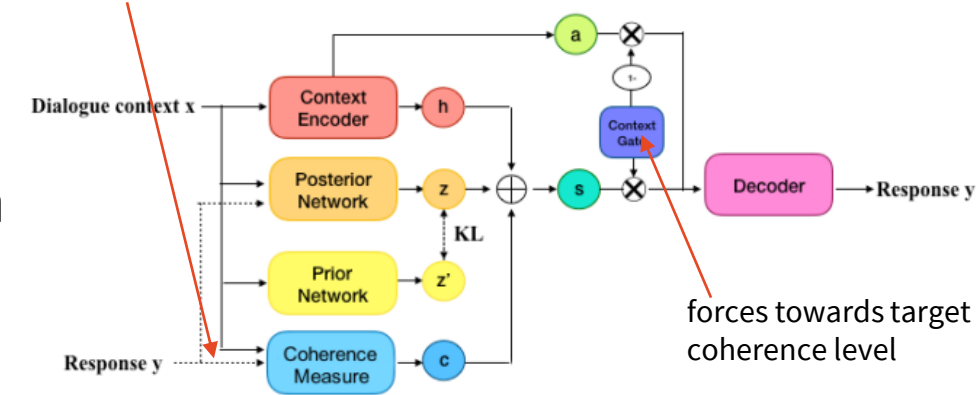 a
1-
Dialogue context x
Context
Encoder
h
Context
Gate
Posterior
Network
z
s
Decoder
Response y
KL
Prior
Network
z'
forces towards target
coherence level
Response y
Coherence
Measure
c